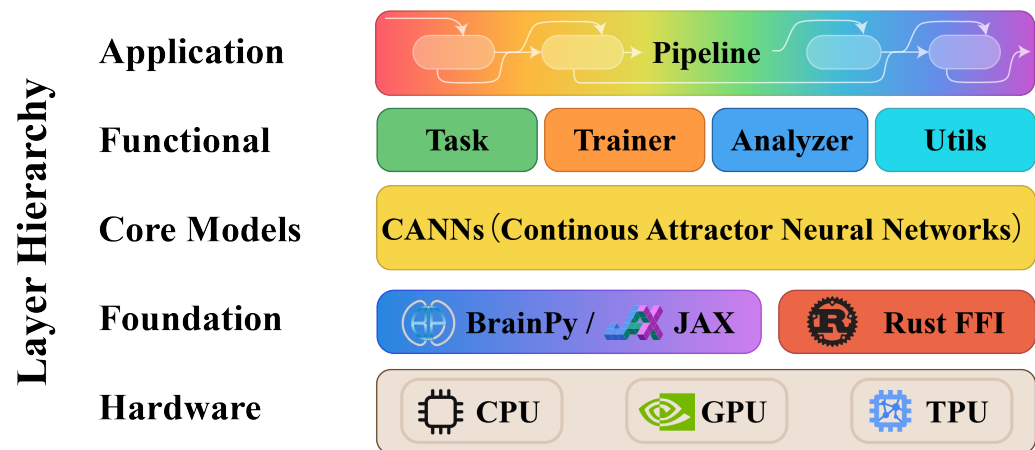 Layer Hierarchy
Application
Pipeline
Functional
Task
Trainer
Analyzer
Utils
Core Models
CANNs（Continous Attractor Neural Networks）
Foundation
BrainPy / JAX JAX
R Rust FFI
Hardware
CPU
GPU
TPU